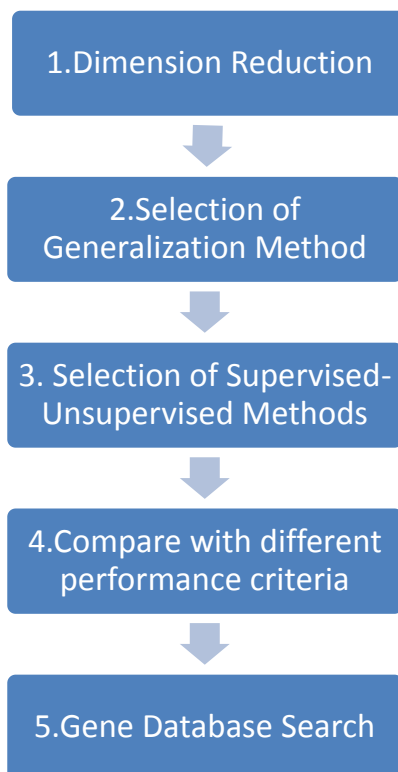 1.Dimension Reduction
2.Selection of
Generalization Method
3. Selection of Supervised-
Unsupervised Methods
4.Compare with different
performance criteria
5.Gene Database Search